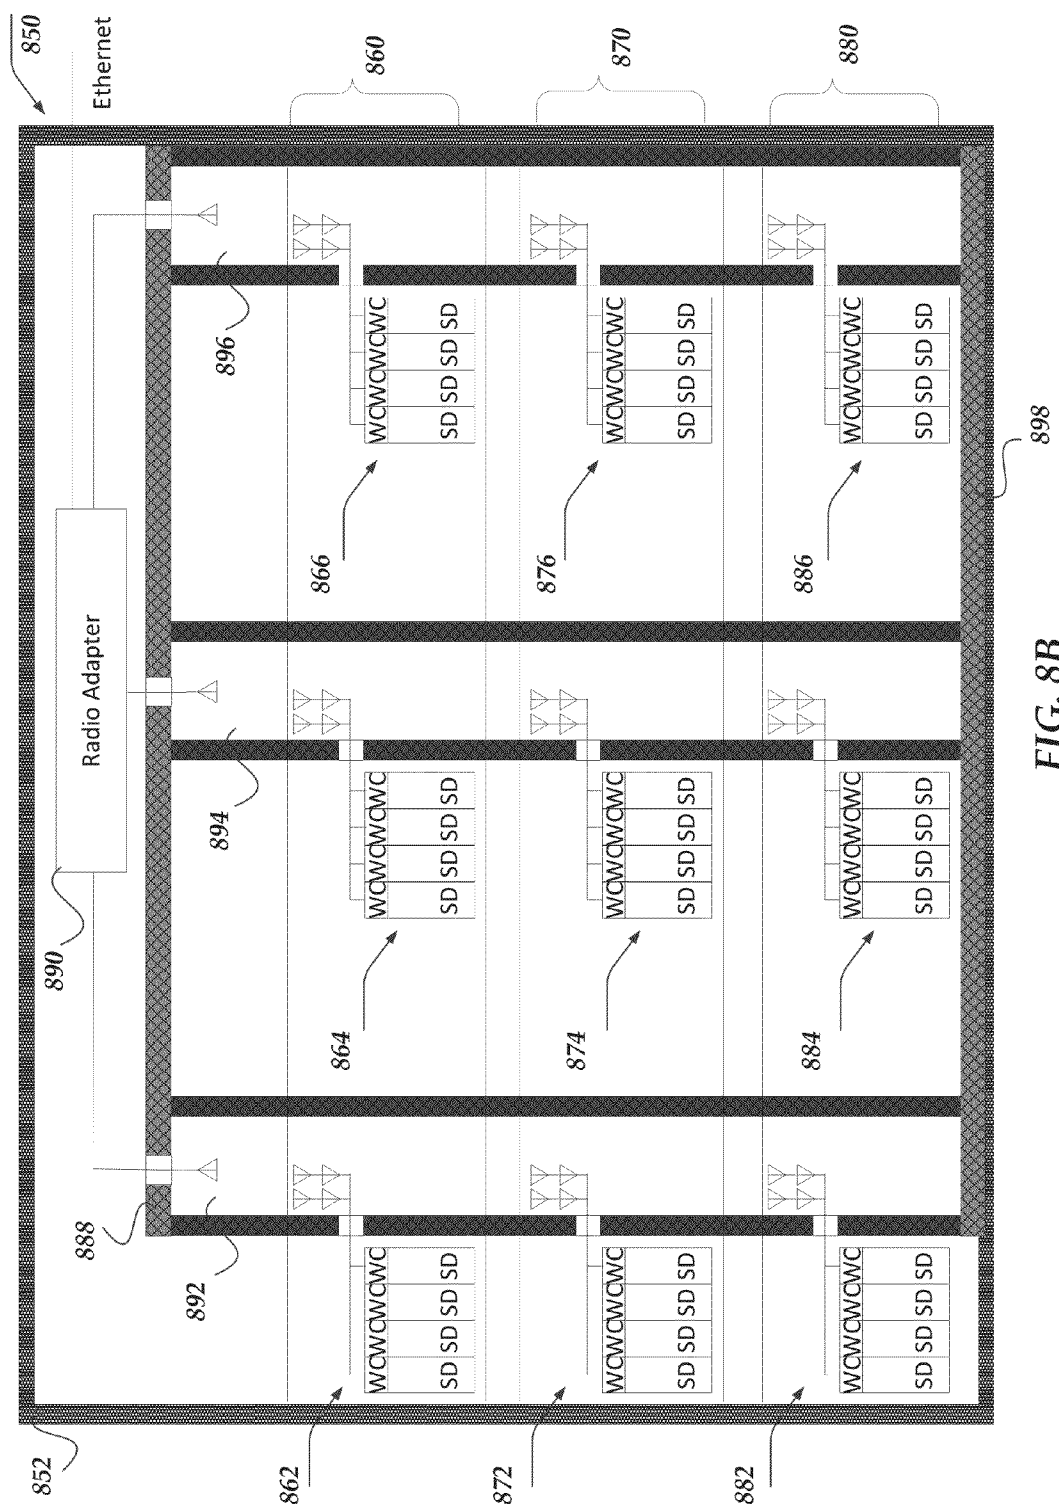 850
Ethernet
860
870
880
896
WCWCWCWC
SD SD SD SD
WCWCWCWC
SD SD SD SD
WCWCWCWC
SD SD SD SD
866
876
886
898
Radio Adapter
890
894
WCWCWCWC
SD SD SD SD
WCWCWCWC
SD SD SD SD
WCWCWCWC
SD SD SD SD
864
874
884
888
892
WCWCWCWC
SD SD SD SD
WCWCWCWC
SD SD SD SD
WCWCWCWC
SD SD SD SD
852
862
872
882
FIG. 8B